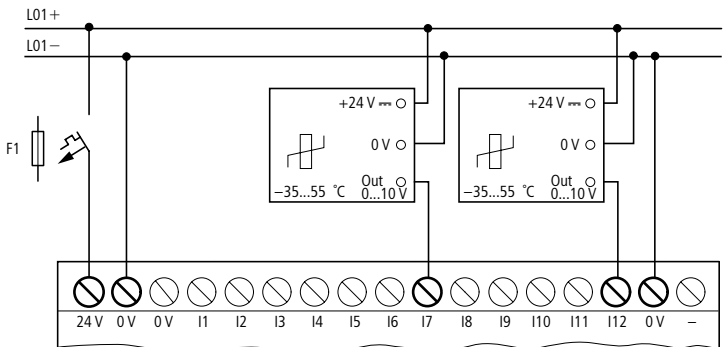 L01+
L01−
F1
+24 V ⎓
0 V
Out
0...10 V
−35...55 °C
+24 V ⎓
0 V
Out
0...10 V
−35...55 °C
24 V 0 V 0 V I1 I2 I3 I4 I5 I6 I7 I8 I9 I10 I11 I12 0 V −